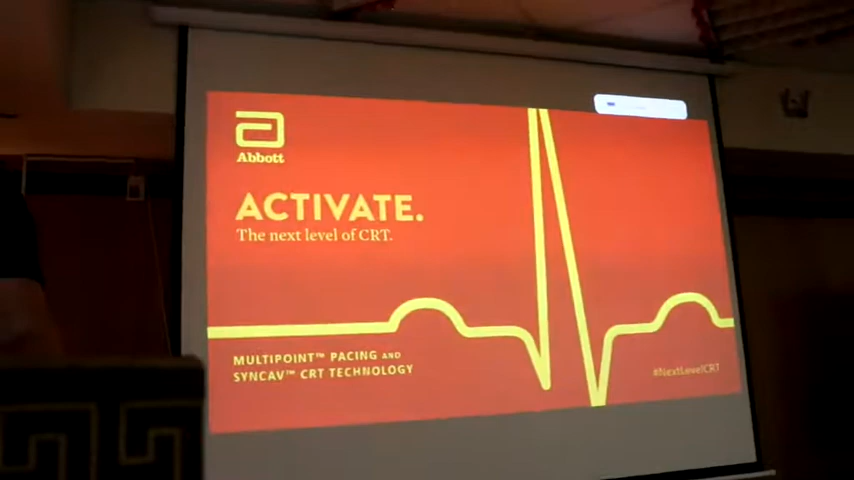 Abbott
ACTIVATE.
The next level of CRT.
MULTIPOINT™ PACING AND
SYNCAV™ CRT TECHNOLOGY
#NextLevelCRT